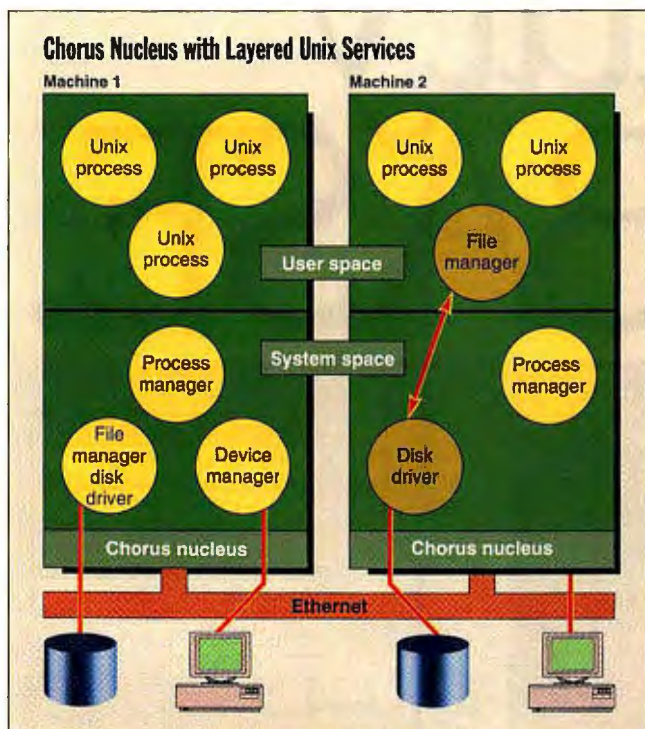 Chorus Nucleus with Layered Unix Services
Machine 1
Machine 2
Unix
process
Unix
process
Unix
process
Unix
process
Unix
process
File
manager
User space
System space
Process
manager
File
manager
disk
driver
Device
manager
Process
manager
Disk
driver
Chorus nucleus
Chorus nucleus
Ethernet